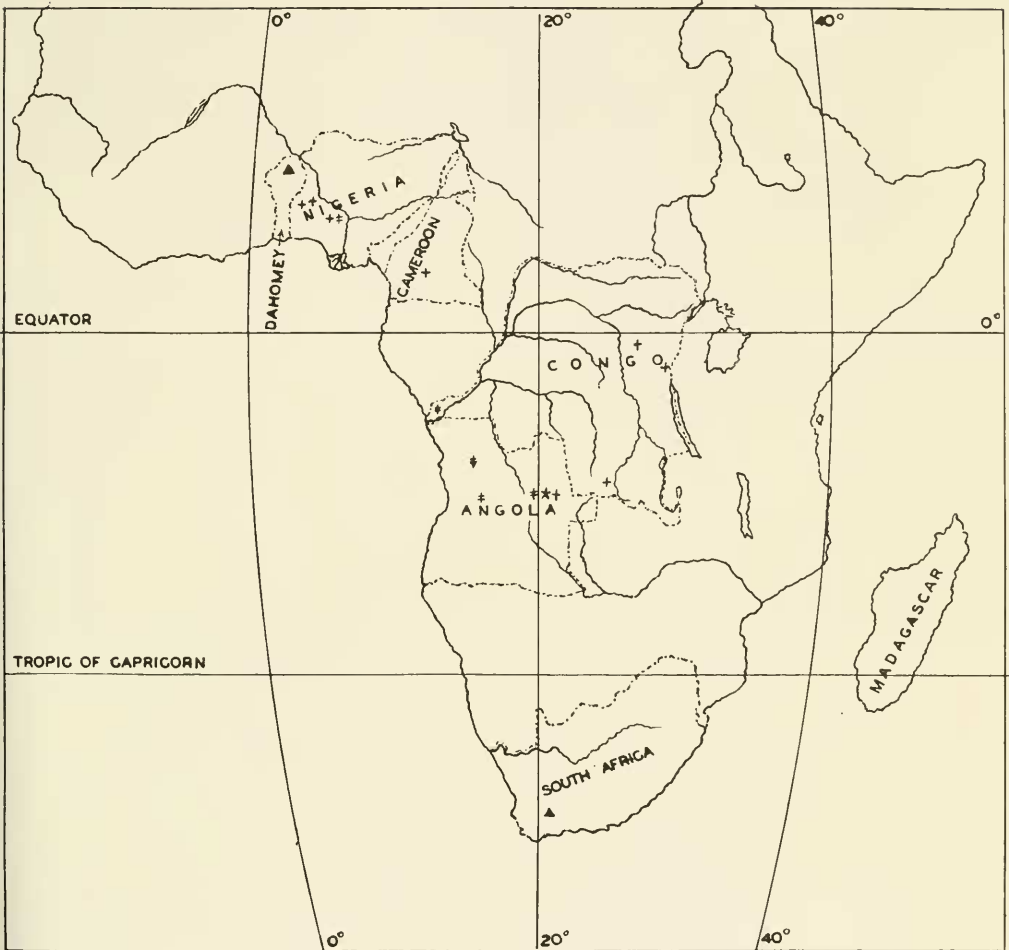 0°
20°
40°
NIGERIA
DAHOMEY
CAMEROON
EQUATOR
0°
CONGO
ANGOLA
MADAGASCAR
TROPIC OF CAPRICORN
SOUTH AFRICA
0°
20°
40°